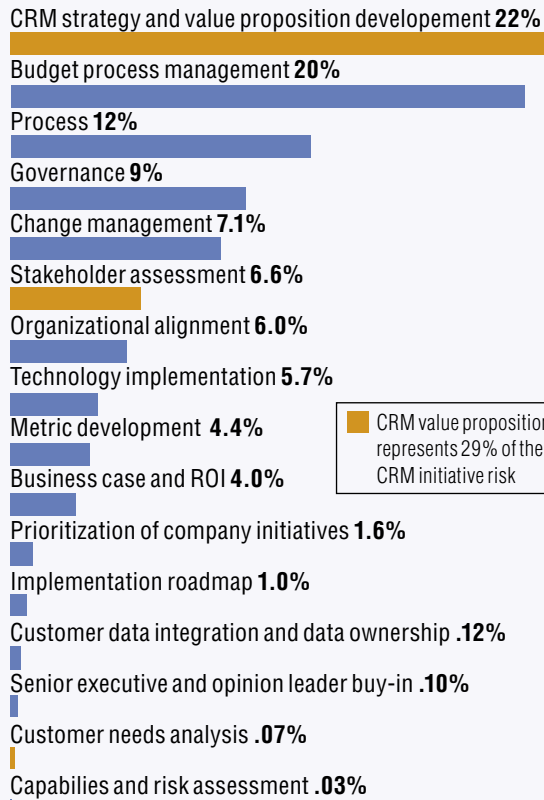 CRM strategy and value proposition developement 22%
Budget process management 20%
Process 12%
Governance 9%
Change management 7.1%
Stakeholder assessment 6.6%
Organizational alignment 6.0%
Technology implementation 5.7%
Metric development 4.4%
Business case and ROI 4.0%
CRM value proposition
represents 29% of the
CRM initiative risk
Prioritization of company initiatives 1.6%
Implementation roadmap 1.0%
Customer data integration and data ownership .12%
Senior executive and opinion leader buy-in .10%
Customer needs analysis .07%
Capabilies and risk assessment .03%